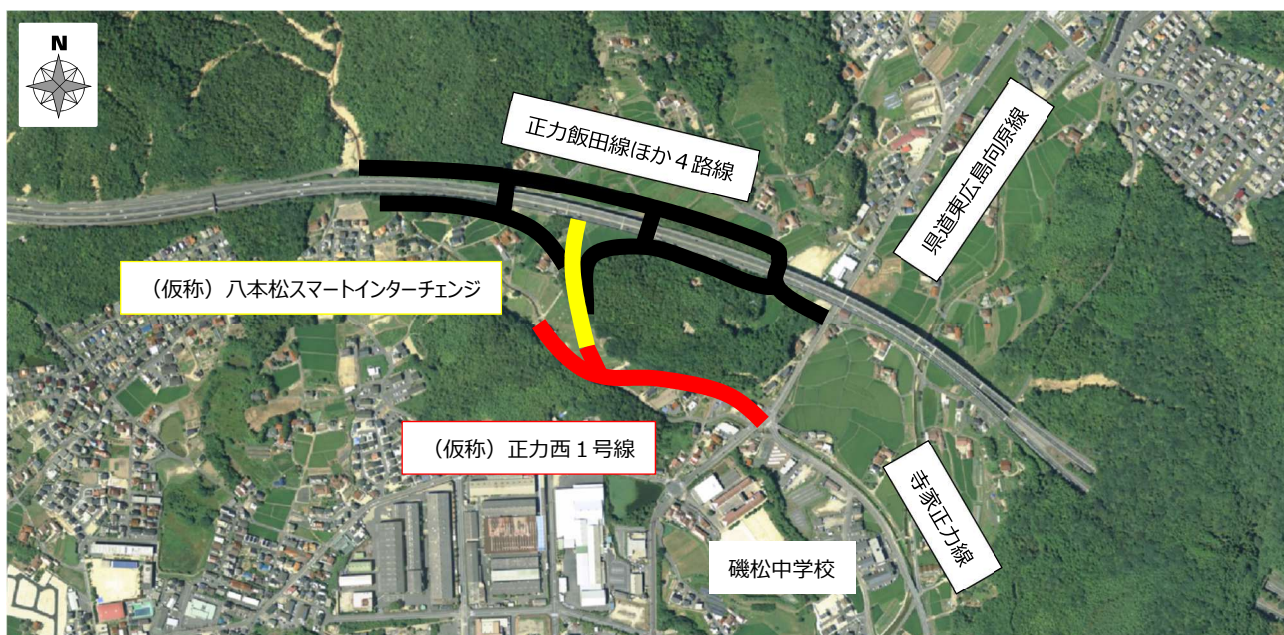 N
正力飯田線ほか４路線
県道東広島向原線
（仮称）八本松スマートインターチェンジ
（仮称）正力西１号線
寺家正力線
磯松中学校